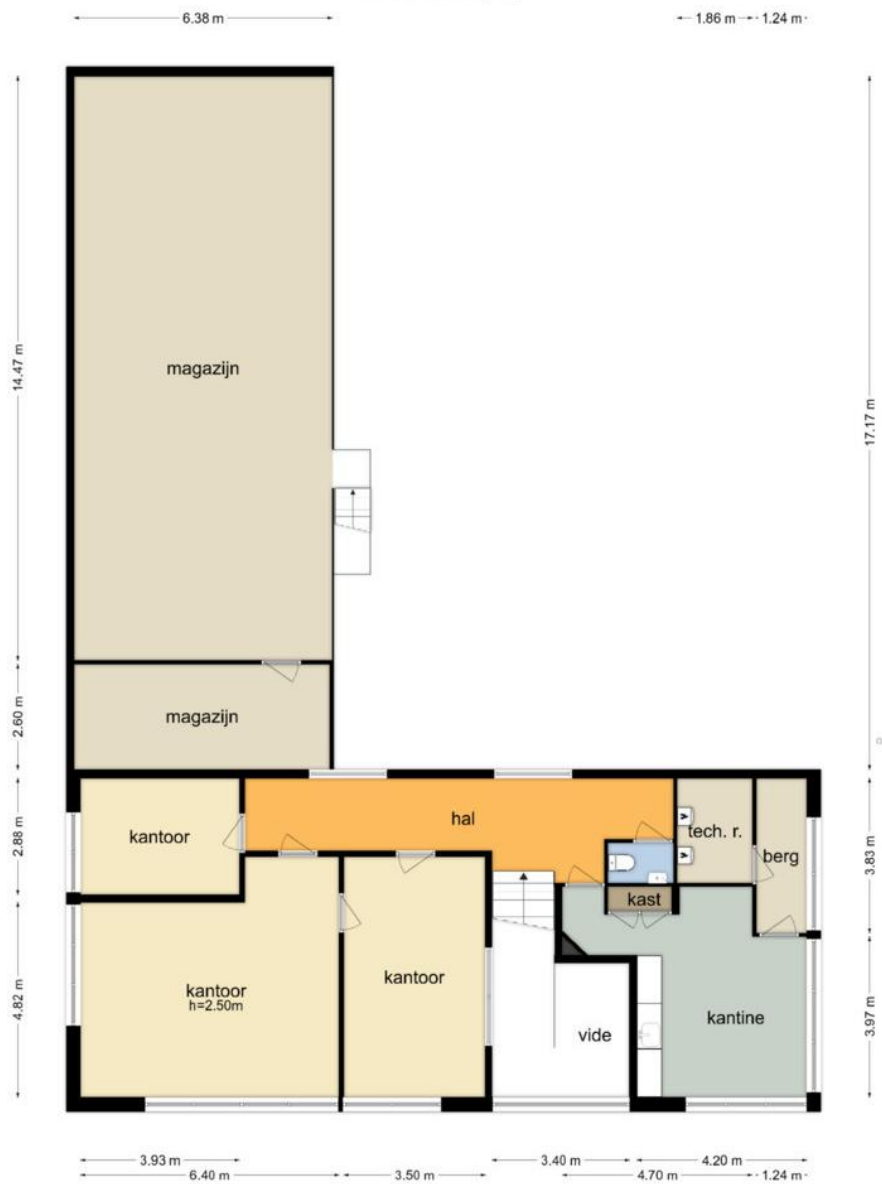 6.38 m
1.86 m
1.24 m
14.47 m
17.17 m
magazijn
2.60 m
magazijn
2.88 m
kantoor
hal
tech. r.
berg
3.83 m
kast
4.82 m
kantoor
h=2.50m
kantoor
vide
kantine
3.97 m
3.93 m
3.40 m
4.20 m
6.40 m
3.50 m
4.70 m
1.24 m